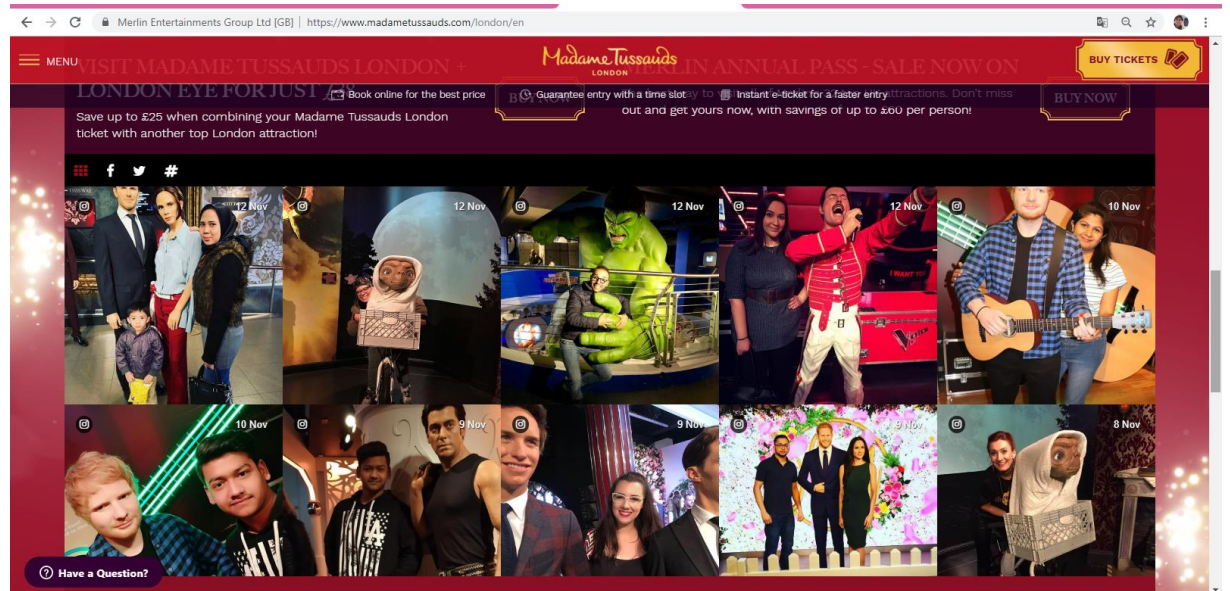 Merlin Entertainments Group Ltd [GB] | https://www.madametussauds.com/london/en
MENU
Madame Tussauds
LONDON
BUY TICKETS
VISIT MADAME TUSSAUDS LONDON +
LONDON EYE FOR JUST
MERLIN ANNUAL PASS - SALE NOW ON
Book online for the best price
Guarantee entry with a time slot
Instant e-ticket for a faster entry
attractions. Don't miss
BUY NOW
BUY NOW
Save up to £25 when combining your Madame Tussauds London
ticket with another top London attraction!
out and get yours now, with savings of up to £60 per person!
f #
12 Nov
12 Nov
12 Nov
12 Nov
10 Nov
I WANT
10 Nov
9 Nov
9 Nov
9 Nov
8 Nov
LA
? Have a Question?